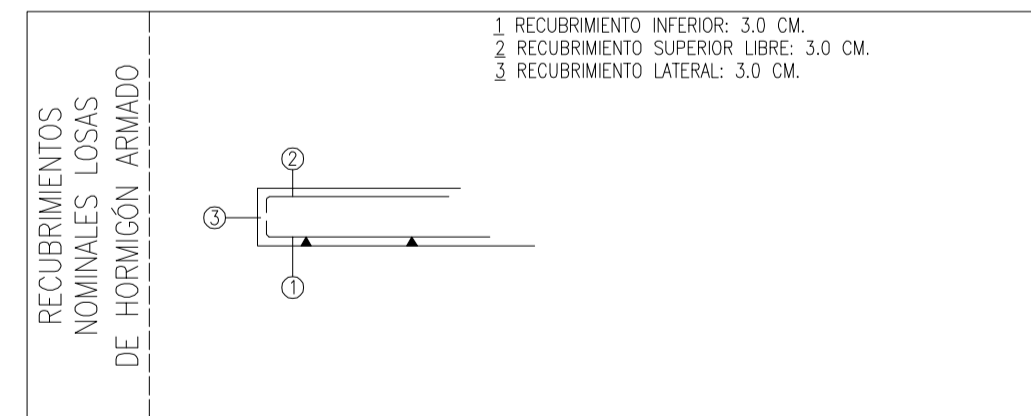 RECUBRIMIENTOS
NOMINALES LOSAS
DE HORMIGÓN ARMADO
1 RECUBRIMIENTO INFERIOR: 3.0 CM.
2 RECUBRIMIENTO SUPERIOR LIBRE: 3.0 CM.
3 RECUBRIMIENTO LATERAL: 3.0 CM.
2
3
1